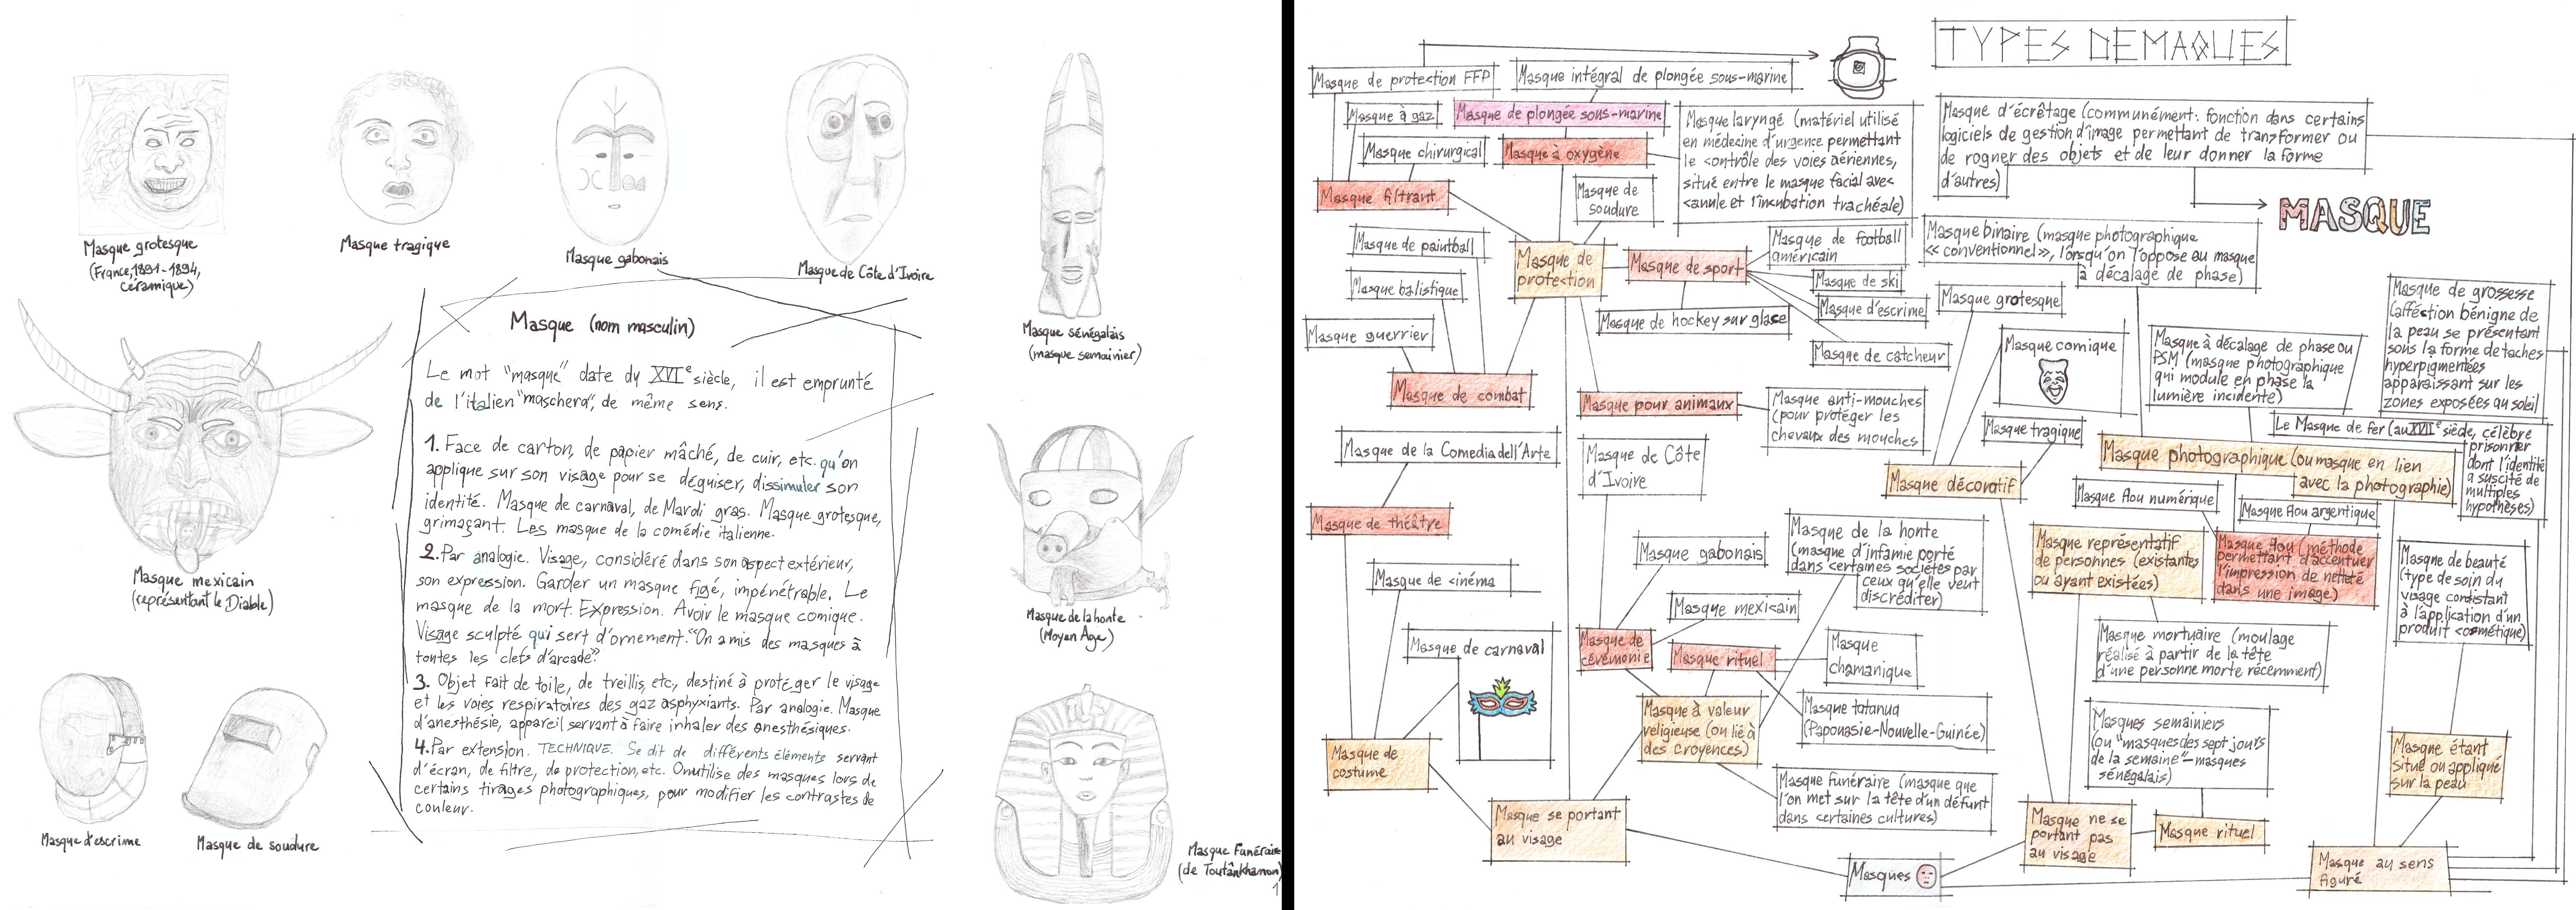 Masque grotesque
(France, 1891-1894,
céramique)
Masque tragique
Masque gabonais
Masque de Côte d'Ivoire
Masque sénégalais
(masque semainier)
Masque mexicain
(représentant le Diable)
Masque de la honte
(Moyen Âge)
Masque d'escrime
Masque de soudure
Masque Funéraire
(de Toutânkhamon)
1
Masque (nom masculin)
Le mot "masque" date du XVIe siècle, il est emprunté
de l'italien "maschera", de même sens.
1. Face de carton, de papier mâché, de cuir, etc. qu'on
applique sur son visage pour se déguiser, dissimuler son
identité. Masque de carnaval, de Mardi gras. Masque grotesque,
grimaçant. Les masque de la comédie italienne.
2. Par analogie. Visage, considéré dans son aspect extérieur,
son expression. Garder un masque figé, impénétrable. Le
masque de la mort. Expression. Avoir le masque comique.
Visage sculpté qui sert d'ornement. "On a mis des masques à
toutes les clefs d'arcade."
3. Objet fait de toile, de treillis, etc, destiné à protéger le visage
et les voies respiratoires des gaz asphyxiants. Par analogie. Masque
d'anesthésie, appareil servant à faire inhaler des anesthésiques.
4. Par extension. TECHNIQUE. Se dit de différents éléments servant
d'écran, de filtre, de protection, etc. On utilise des masques lors de
certains tirages photographiques, pour modifier les contrastes de
couleur.
TYPES DE MAQUES
Masque de protection FFP
Masque intégral de plongée sous-marine
Masque à gaz
Masque de plongée sous-marine
Masque chirurgical
Masque à oxygène
Masque filtrant
Masque laryngé (matériel utilisé
en médecine d'urgence permettant
le contrôle des voies aériennes,
situé entre le masque facial avec
canule et l'incubation trachéale)
Masque d'écrêtage (communément: fonction dans certains
logiciels de gestion d'image permettant de transformer ou
de rogner des objets et de leur donner la forme
d'autres)
MASQUE
Masque de
soudure
Masque de paintball
Masque balistique
Masque guerrier
Masque de combat
Masque de
protection
Masque de sport
Masque de football
américain
Masque de ski
Masque d'escrime
Masque de catcheur
Masque de hockey sur glace
Masque pour animaux
Masque anti-mouches
(pour protéger les
chevaux des mouches
Masque binaire (masque photographique
«conventionnel», lorsqu'on l'oppose au masque
à décalage de phase)
Masque grotesque
Masque comique
Masque tragique
Masque décoratif
Masque à décalage de phase ou
PSM (masque photographique
qui module en phase la
lumière incidente)
Masque de grossesse
(afféction bénigne de
la peau se présentant
sous la forme de taches
hyperpigmentées
apparaissant sur les
zones exposées au soleil
Le Masque de fer (au XVIIe siècle, célèbre
prisonner
dont l'identité
a suscité de
multiples
hypothèses)
Masque photographique (ou masque en lien
avec la photographie)
Masque flou numérique
Masque flou argentique
Masque flou (méthode
permettant d'accentuer
l'impression de netteté
dans une image)
Masque de la Comedia dell'Arte
Masque de théâtre
Masque de cinéma
Masque de carnaval
Masque de
costume
Masque de Côte
d'Ivoire
Masque gabonais
Masque mexicain
Masque de
cérémonie
Masque rituel
Masque de la honte
(masque d'infamie porté
dans certaines sociétés par
ceux qu'elle veut
discréditer)
Masque
chamanique
Masque tatanua
(Papouasie-Nouvelle-Guinée)
Masque à valeur
religieuse (ou lié à
des croyences)
Masque funéraire (masque que
l'on met sur la tête d'un défunt
dans certaines cultures)
Masque se portant
au visage
Masque représentatif
de personnes (existantes
ou ayant existées)
Masque mortuaire (moulage
réalisé à partir de la tête
d'une personne morte récemment)
Masques semainiers
(ou "masques des sept jours
de la semaine" - masques
sénégalais)
Masque rituel
Masque ne se
portant pas
au visage
Masque de beauté
(type de soin du
visage consistant
à l'application d'un
produit cosmétique)
Masque étant
situé ou appliqué
sur la peau
Masque au sens
figuré
Masques